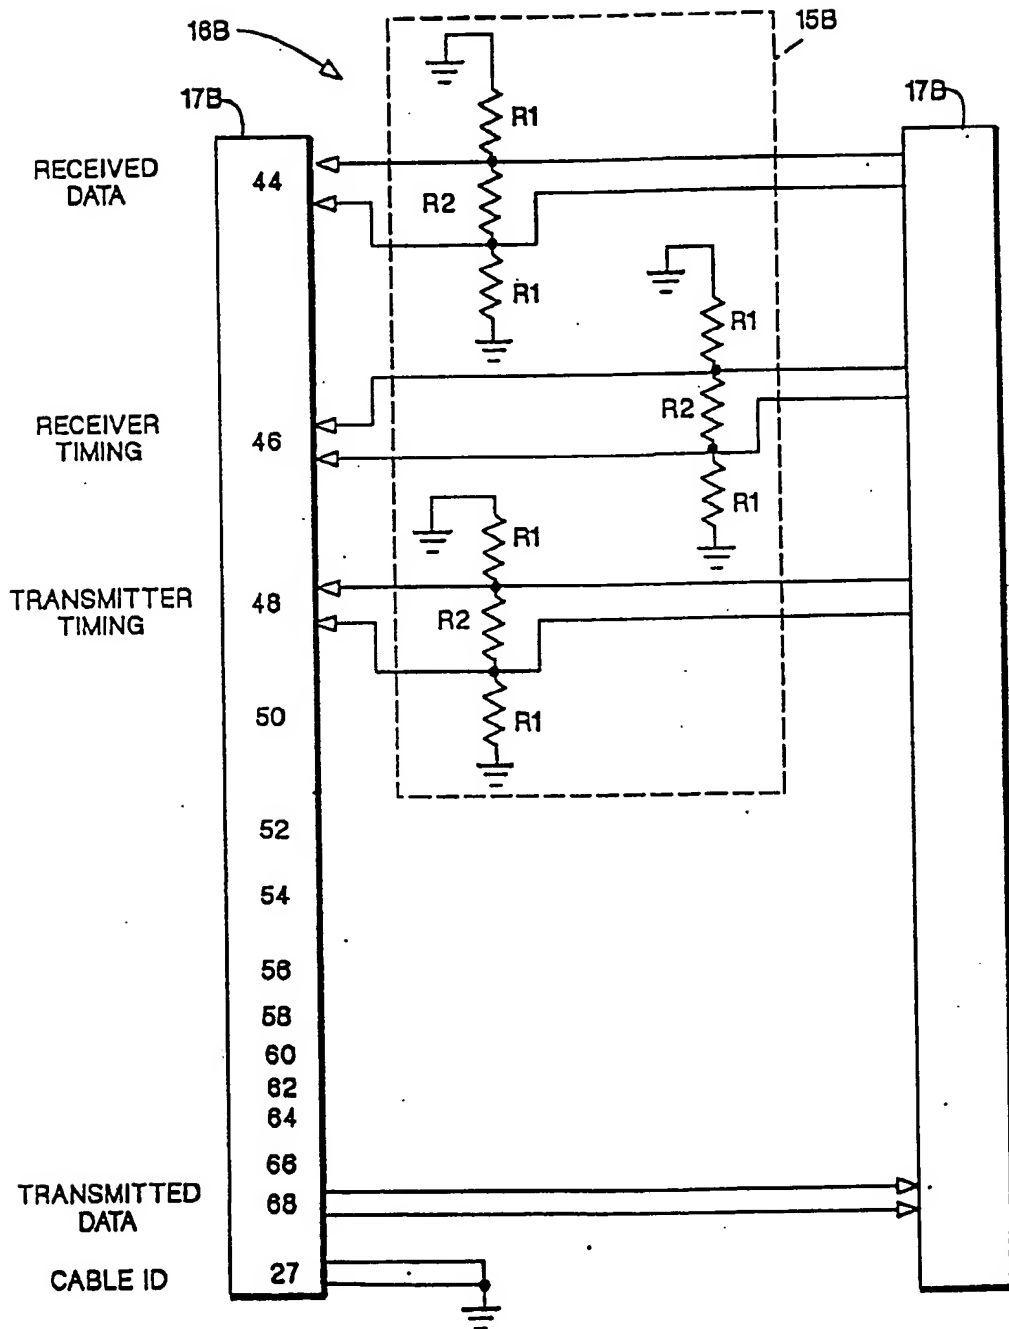 16B
15B
17B
17B
RECEIVED
DATA
44
R1
R2
R1
R1
RECEIVER
TIMING
46
R2
R1
R1
TRANSMITTER
TIMING
48
R2
50
R1
52
54
56
58
60
62
64
66
TRANSMITTED
DATA
68
CABLE ID
27